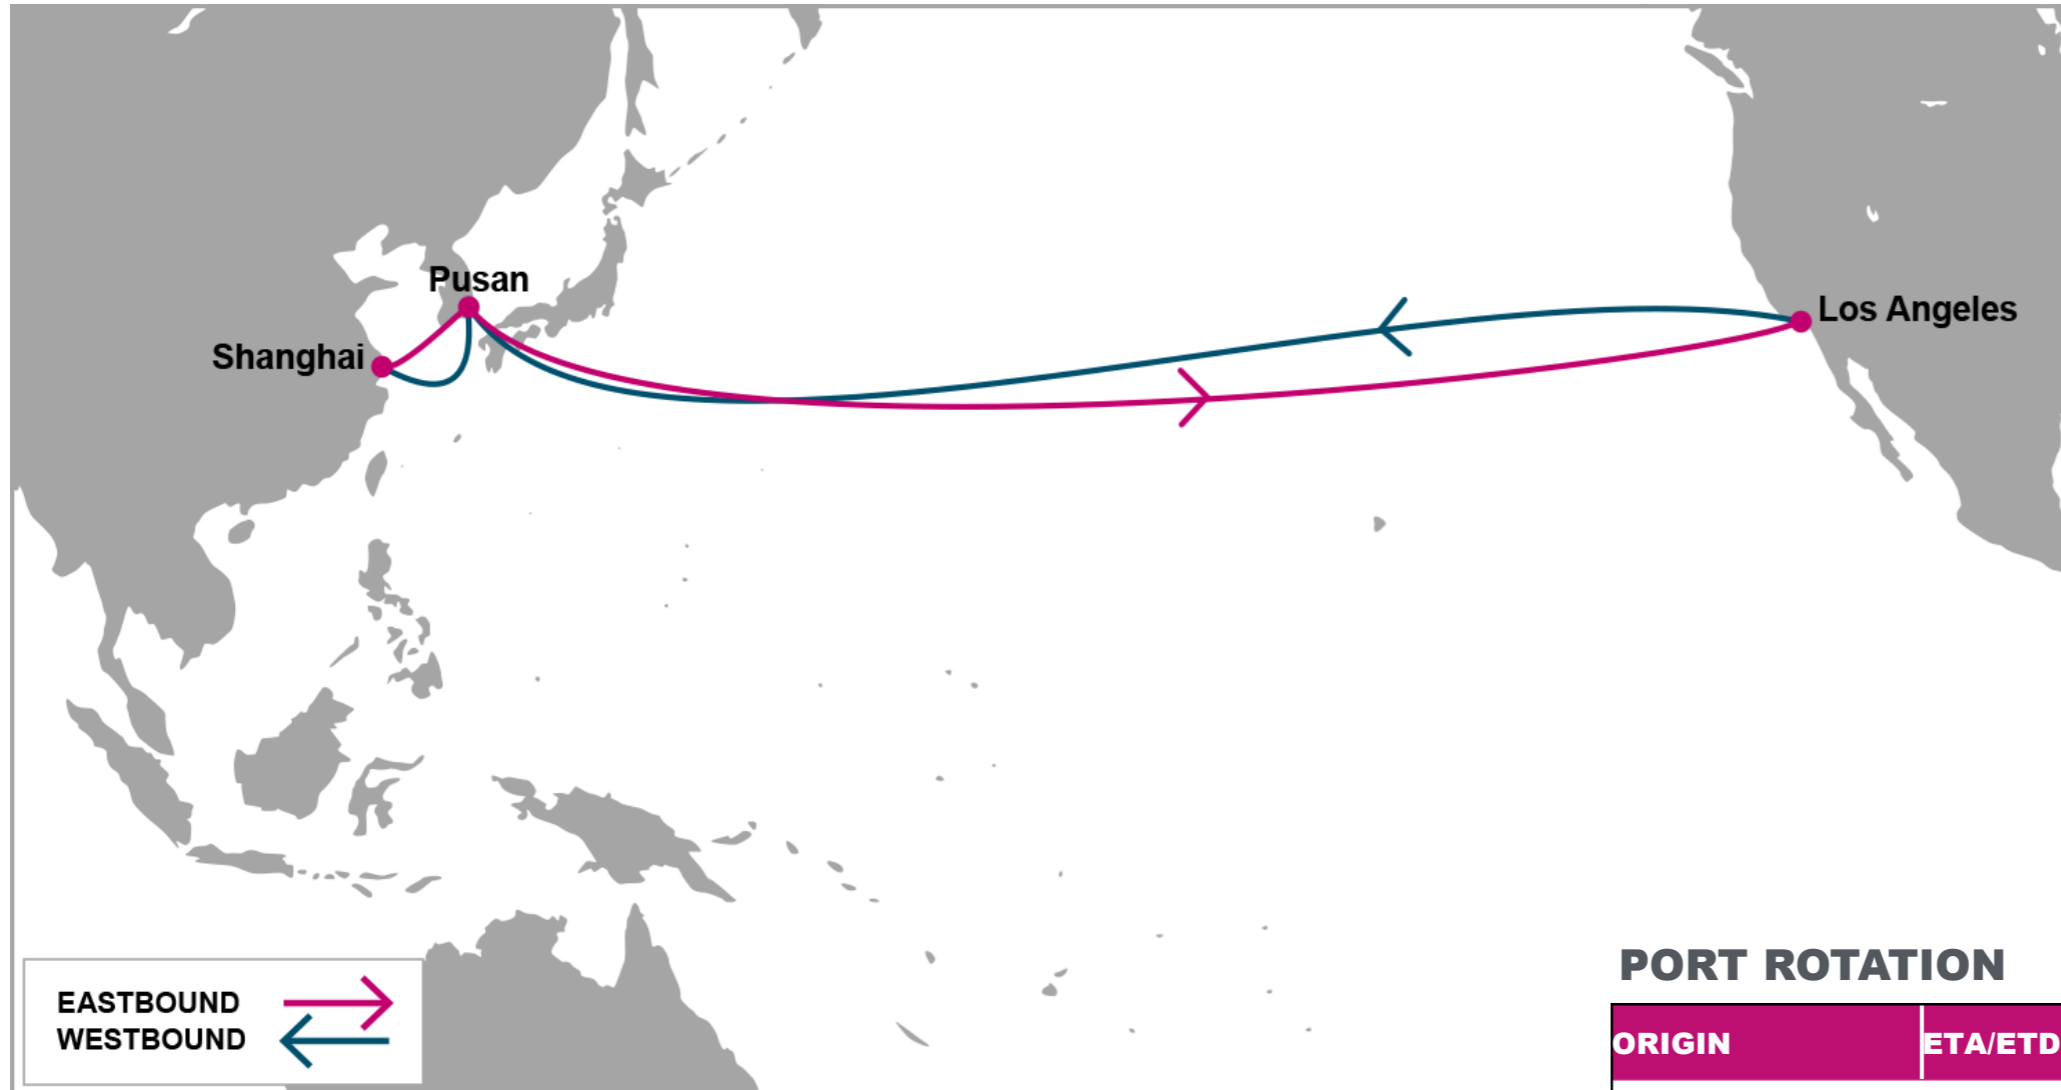 Pusan
Los Angeles
Shanghai
PORT ROTATION
EASTBOUND
WESTBOUND
ORIGIN ETA/ETD